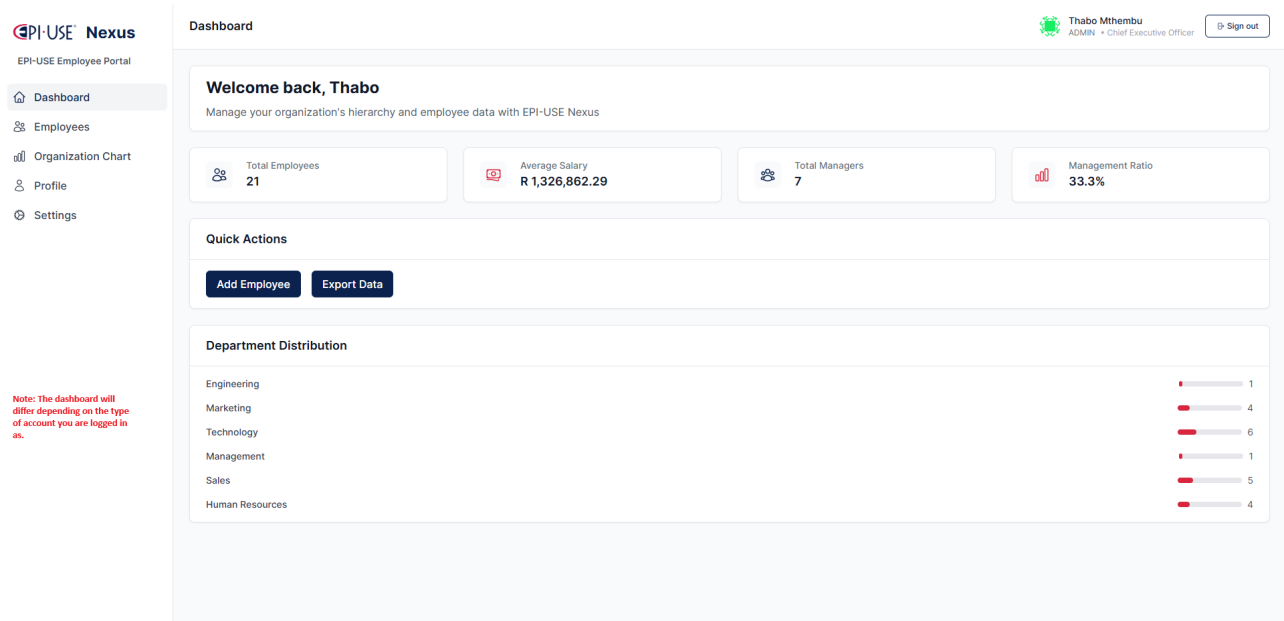 EPI·USE® Nexus
EPI-USE Employee Portal
Dashboard
Employees
Organization Chart
Profile
Settings
Note: The dashboard will
differ depending on the type
of account you are logged in
as.
Dashboard
Thabo Mthembu
ADMIN • Chief Executive Officer
Sign out
Welcome back, Thabo
Manage your organization's hierarchy and employee data with EPI-USE Nexus
Total Employees
21
Average Salary
R 1,326,862.29
Total Managers
7
Management Ratio
33.3%
Quick Actions
Add Employee
Export Data
Department Distribution
Engineering 1
Marketing 4
Technology 6
Management 1
Sales 5
Human Resources 4